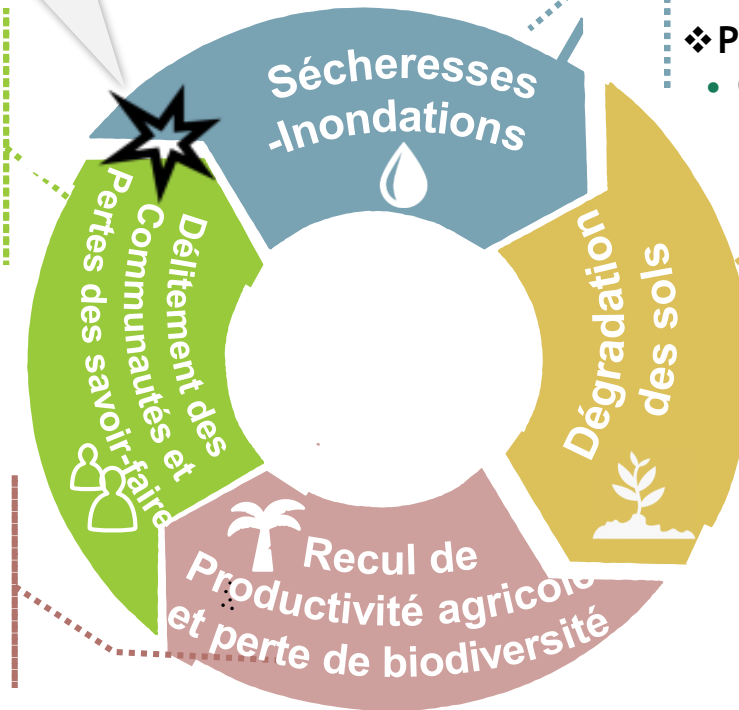 Sécheresses
-Inondations
❖P
•
Dégradation
des sols
Recul de
Productivité agricole
et perte de biodiversité
Délitement des
Communautés et
Pertes des savoir-faire